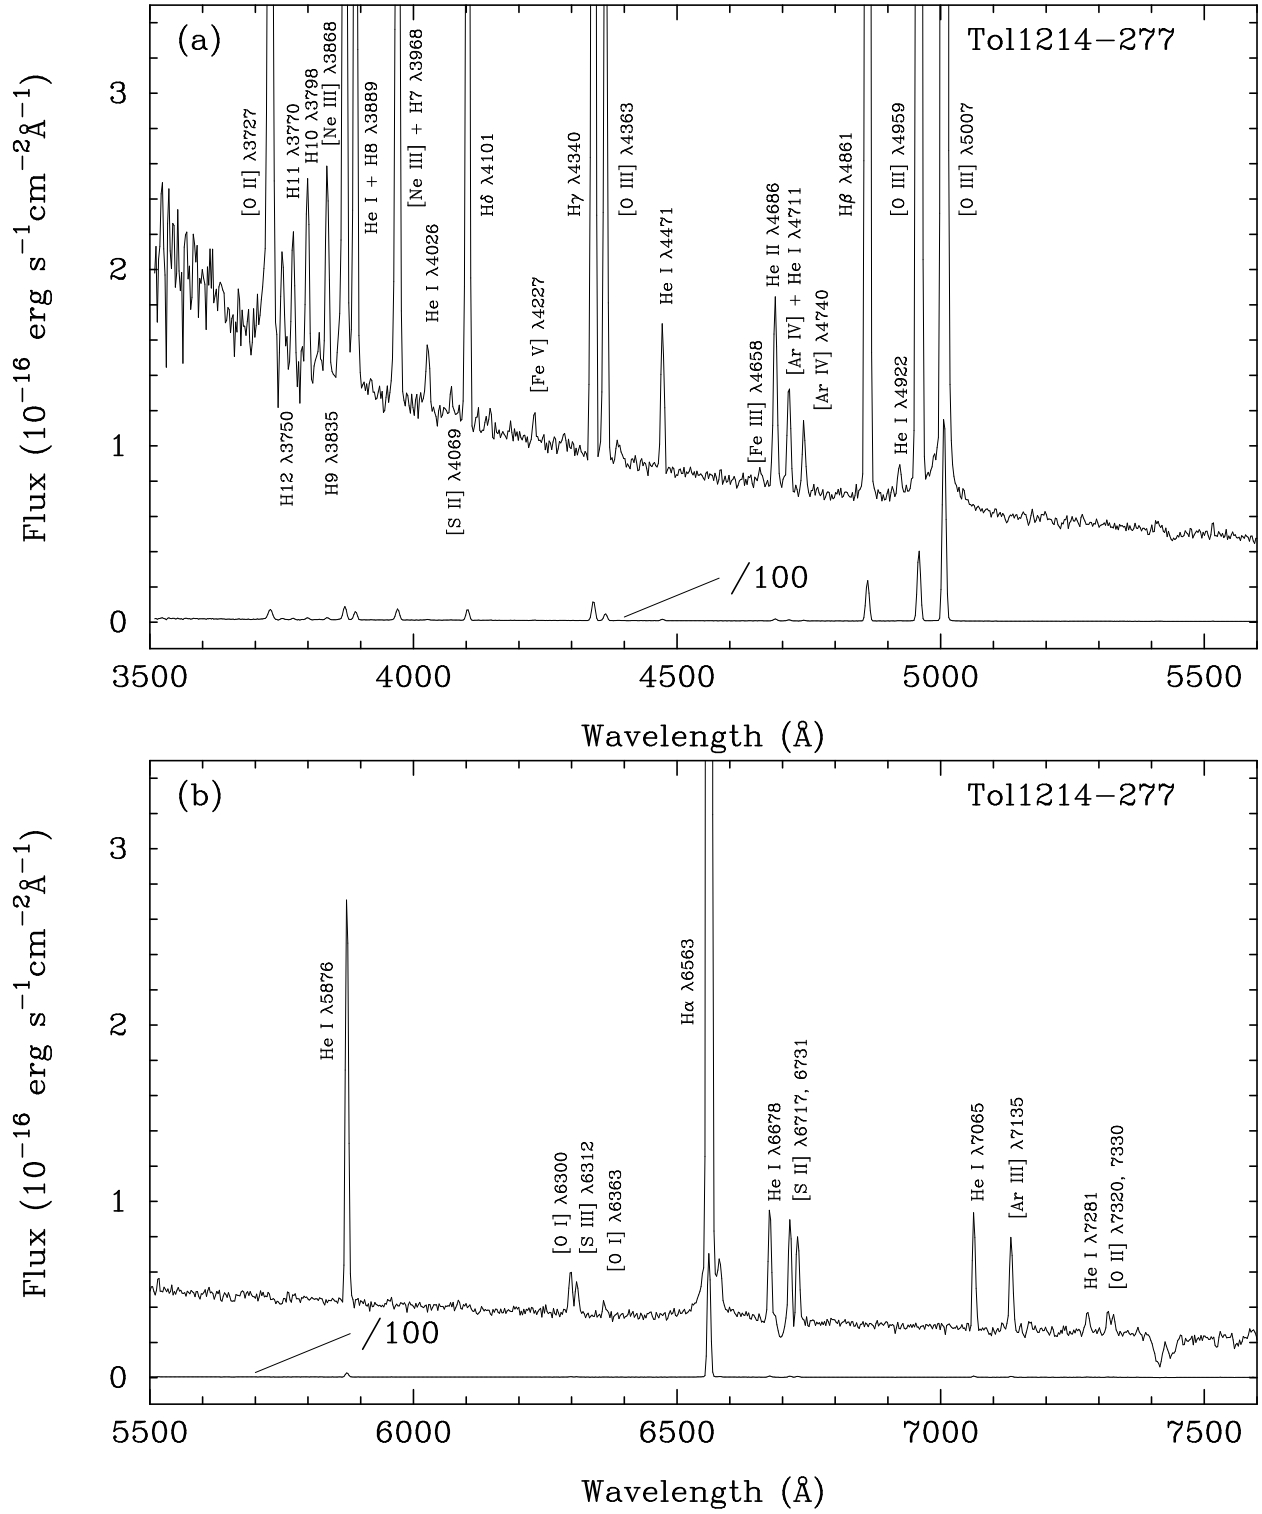 (a)
Tol1214−277
Flux (10−16 erg s−1cm−2Å−1)
3
2
1
0
[O II] λ3727
H12 λ3750
H11 λ3770
H10 λ3798
H9 λ3835
[Ne III] λ3868
He I + H8 λ3889
[Ne III] + H7 λ3968
He I λ4026
[S II] λ4069
Hδ λ4101
[Fe V] λ4227
Hγ λ4340
[O III] λ4363
He I λ4471
[Fe III] λ4658
He II λ4686
[Ar IV] + He I λ4711
[Ar IV] λ4740
Hβ λ4861
He I λ4922
[O III] λ4959
[O III] λ5007
/100
3500 4000 4500 5000 5500
Wavelength (Å)
(b)
Tol1214−277
Flux (10−16 erg s−1cm−2Å−1)
3
2
1
0
He I λ5876
[O I] λ6300
[S III] λ6312
[O I] λ6363
Hα λ6563
He I λ6678
[S II] λ6717, 6731
He I λ7065
[Ar III] λ7135
He I λ7281
[O II] λ7320, 7330
/100
5500 6000 6500 7000 7500
Wavelength (Å)